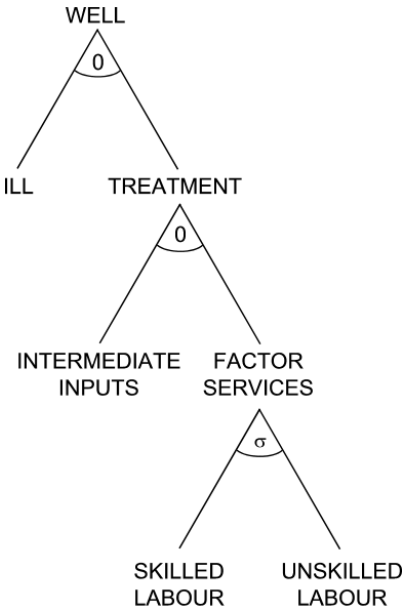 WELL
0
ILL TREATMENT
0
INTERMEDIATE FACTOR
INPUTS SERVICES
σ
SKILLED UNSKILLED
LABOUR LABOUR